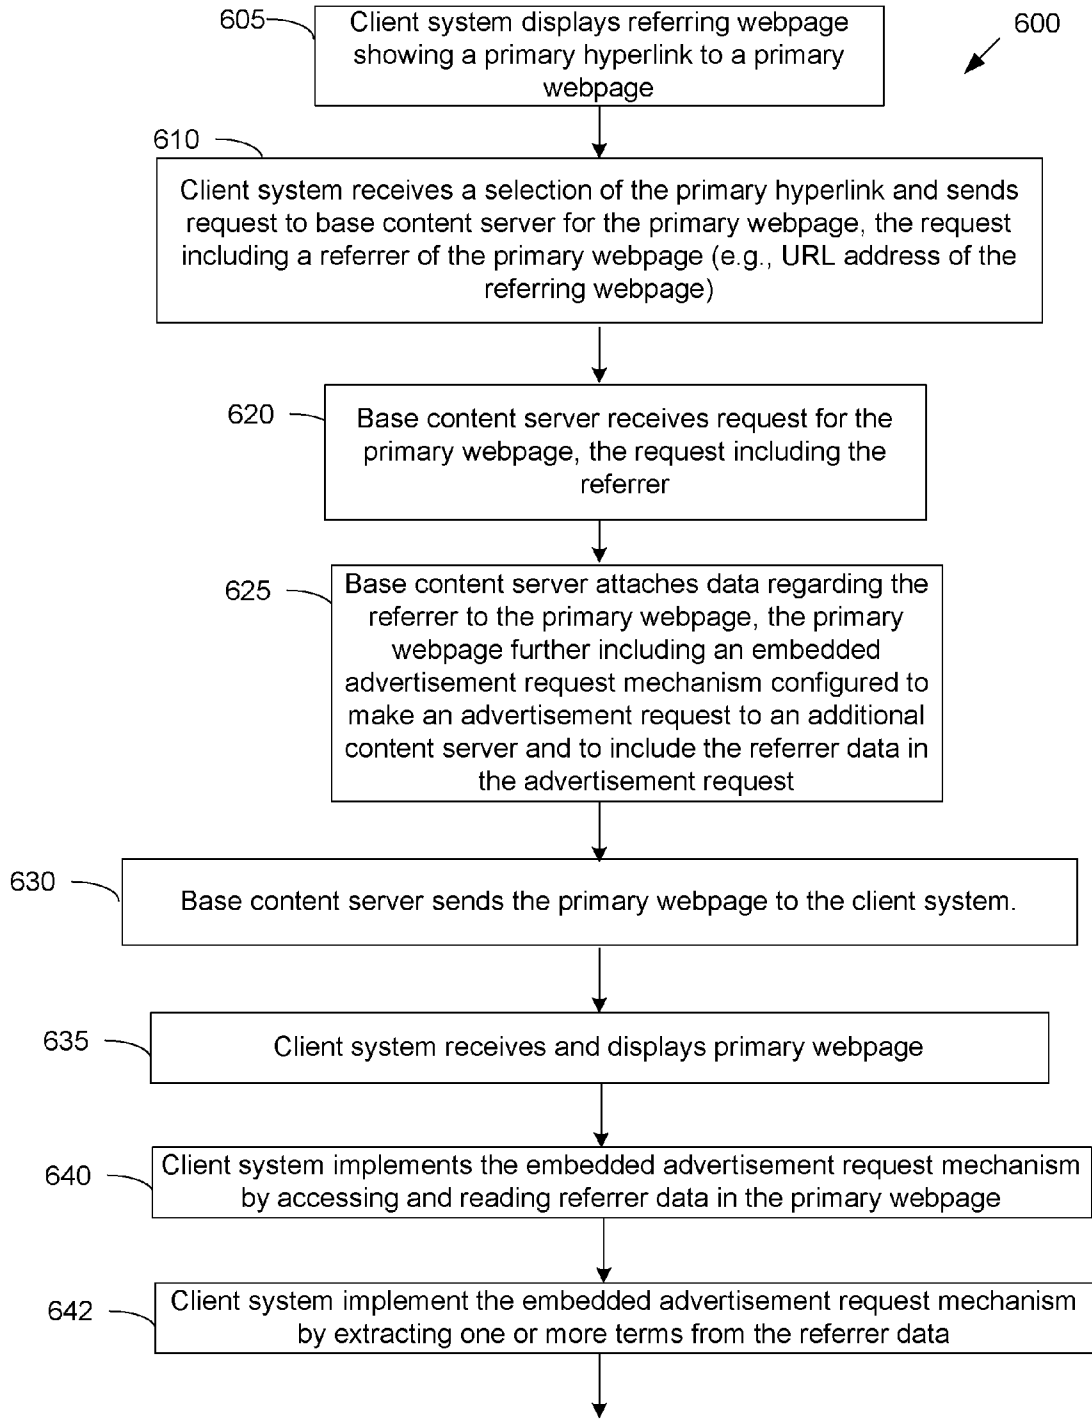 605
Client system displays referring webpage
showing a primary hyperlink to a primary
webpage
600
610
Client system receives a selection of the primary hyperlink and sends
request to base content server for the primary webpage, the request
including a referrer of the primary webpage (e.g., URL address of the
referring webpage)
620
Base content server receives request for the
primary webpage, the request including the
referrer
625
Base content server attaches data regarding the
referrer to the primary webpage, the primary
webpage further including an embedded
advertisement request mechanism configured to
make an advertisement request to an additional
content server and to include the referrer data in
the advertisement request
630
Base content server sends the primary webpage to the client system.
635
Client system receives and displays primary webpage
640
Client system implements the embedded advertisement request mechanism
by accessing and reading referrer data in the primary webpage
642
Client system implement the embedded advertisement request mechanism
by extracting one or more terms from the referrer data